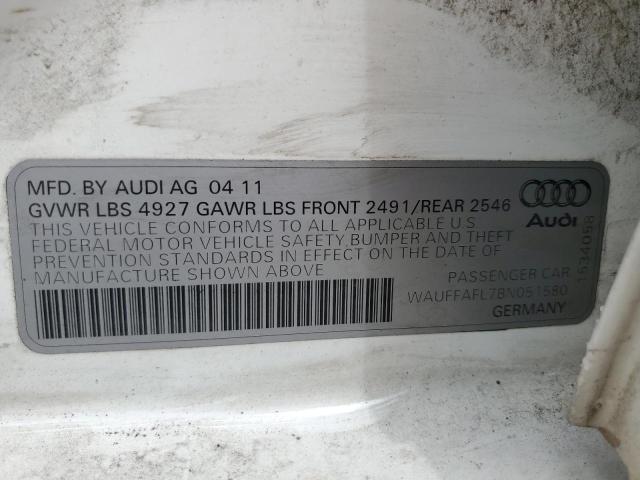 MFD. BY AUDI AG 04 11
GVWR LBS 4927 GAWR LBS FRONT 2491/REAR 2546
THIS VEHICLE CONFORMS TO ALL APPLICABLE U S
FEDERAL MOTOR VEHICLE SAFETY,BUMPER AND THEFT
PREVENTION STANDARDS IN EFFECT ON THE DATE OF
MANUFACTURE SHOWN ABOVE
Audi
PASSENGER CAR
WAUFFAFL7BN051580
GERMANY
1534058